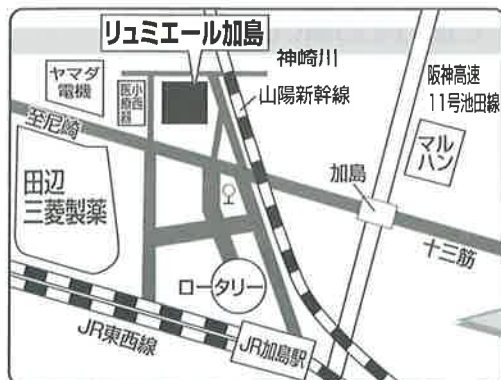 リュミエール加島
神崎川
ヤマダ
電機
小西
医療器
山陽新幹線
阪神高速
11号池田線
マル
ハン
至尼崎
加島
田辺
三菱製薬
十三筋
ロータリー
JR東西線
JR加島駅